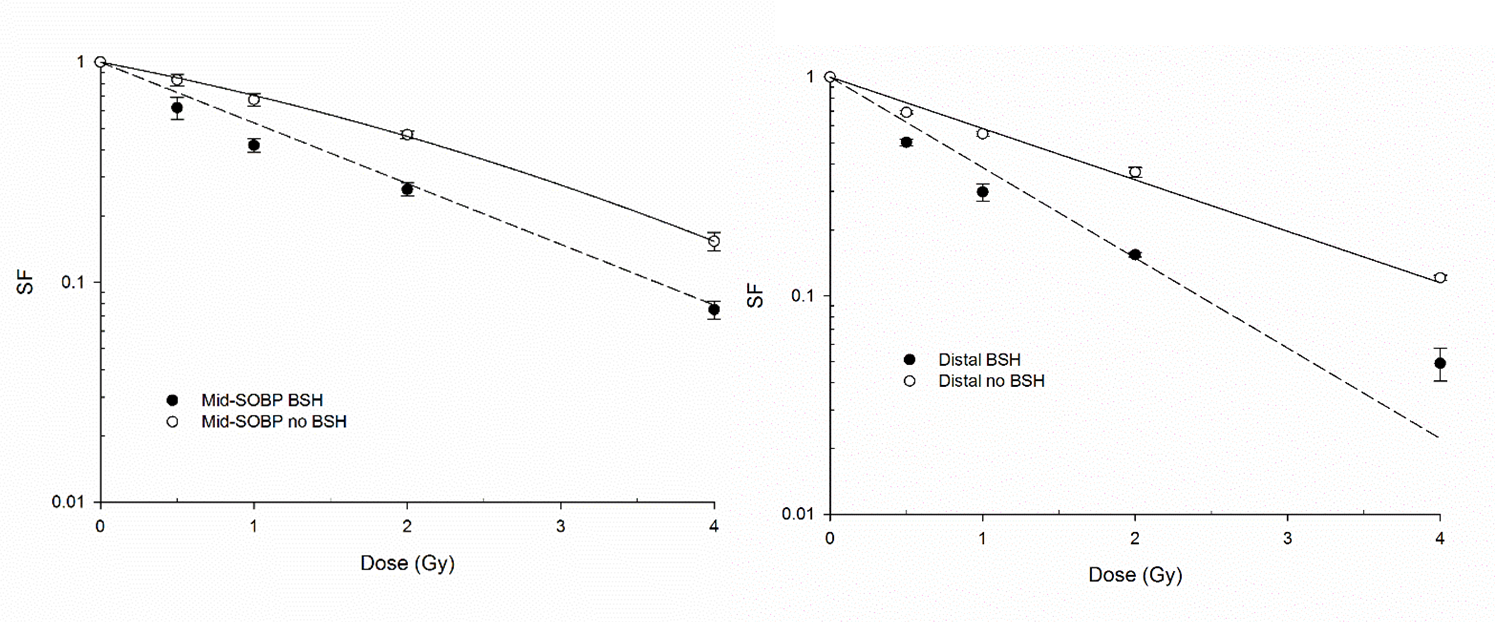 1
0.1
0.01
SF
0 1 2 3 4
Dose (Gy)
Mid-SOBP BSH
Mid-SOBP no BSH
1
0.1
0.01
SF
0 1 2 3 4
Dose (Gy)
Distal BSH
Distal no BSH